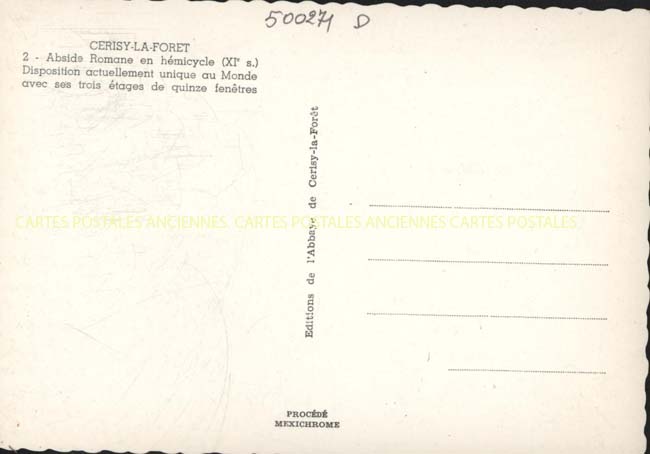 500271 D
CERISY-LA-FORET
2 - Abside Romane en hémicycle (XIᵉ s.)
Disposition actuellement unique au Monde
avec ses trois étages de quinze fenêtres
Editions de l'Abbaye de Cerisy-la-Forêt
CARTES POSTALES ANCIENNES. CARTES POSTALES ANCIENNES CARTES POSTALES
PROCÉDÉ
MEXICHROME